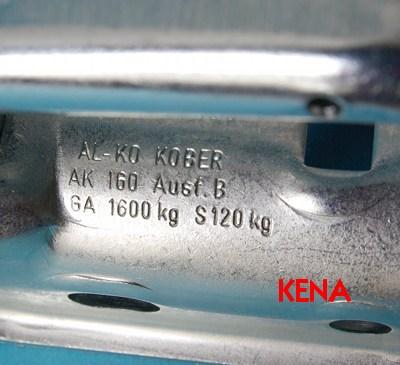 AL-KO KOBER
AK 160 Ausf. B
GA 1600 kg S 120 kg
KENA